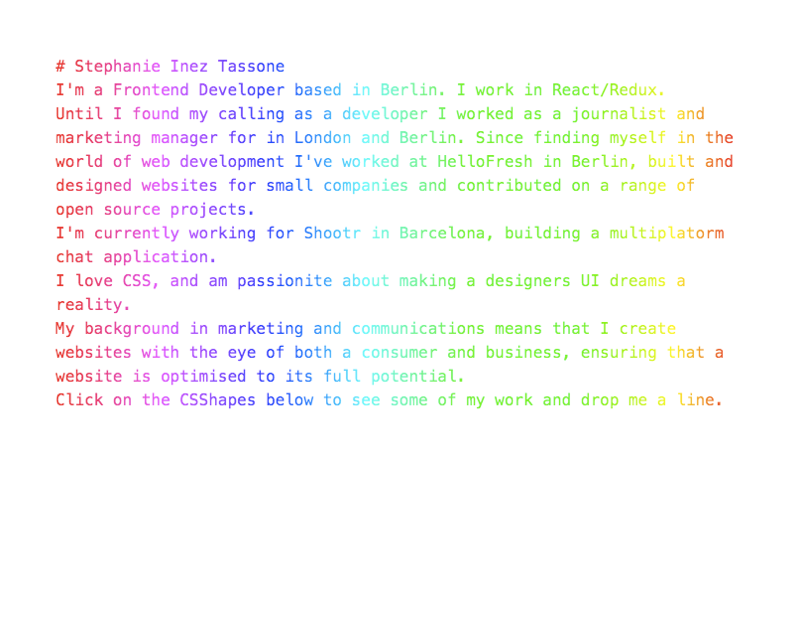 # Stephanie Inez Tassone
I'm a Frontend Developer based in Berlin. I work in React/Redux.
Until I found my calling as a developer I worked as a journalist and
marketing manager for in London and Berlin. Since finding myself in the
world of web development I've worked at HelloFresh in Berlin, built and
designed websites for small companies and contributed on a range of
open source projects.
I'm currently working for Shootr in Barcelona, building a multiplatorm
chat application.
I love CSS, and am passionite about making a designers UI dreams a
reality.
My background in marketing and communications means that I create
websites with the eye of both a consumer and business, ensuring that a
website is optimised to its full potential.
Click on the CSShapes below to see some of my work and drop me a line.